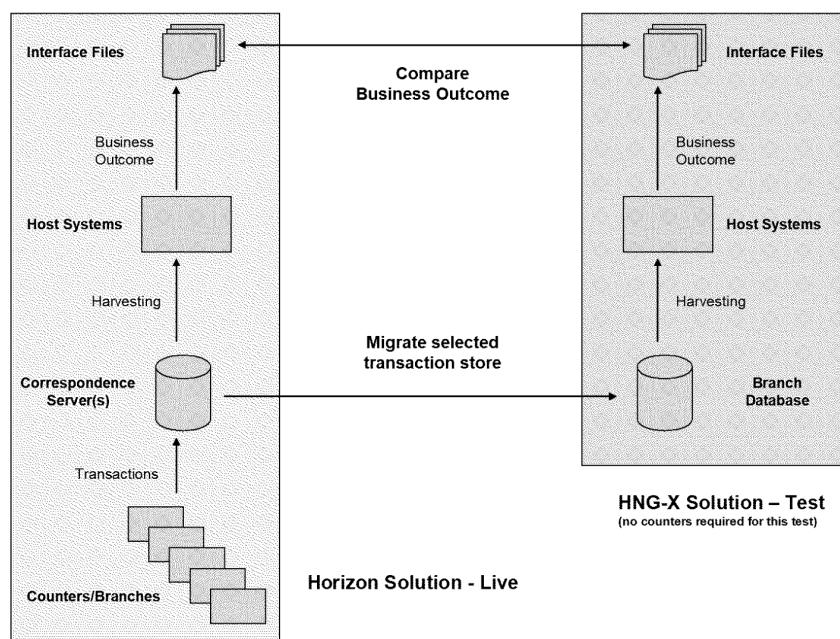 Interface Files
Compare
Business Outcome
Interface Files
Business
Outcome
Business
Outcome
Host Systems
Host Systems
Harvesting
Harvesting
Migrate selected
transaction store
Correspondence
Server(s)
Branch
Database
Transactions
HNG-X Solution – Test
(no counters required for this test)
Horizon Solution - Live
Counters/Branches